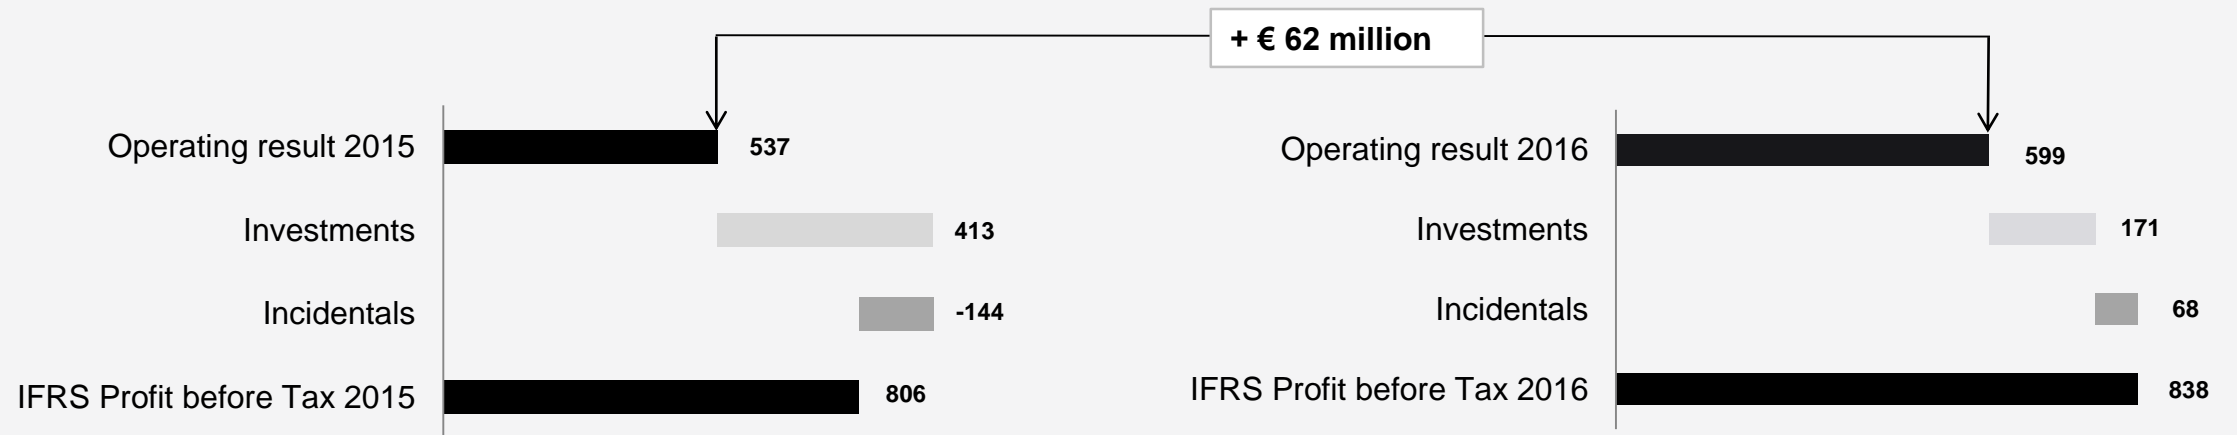 + € 62 million
Operating result 2015 537
Investments 413
Incidentals -144
IFRS Profit before Tax 2015 806
Operating result 2016 599
Investments 171
Incidentals 68
IFRS Profit before Tax 2016 838